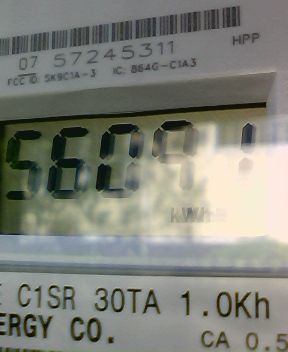 07 57245311
HPP
FCC ID: SK9C1A-3 IC: 864G-C1A3
56091
kWh
C1SR 30TA 1.0Kh
ERGY CO.
CA 0.5